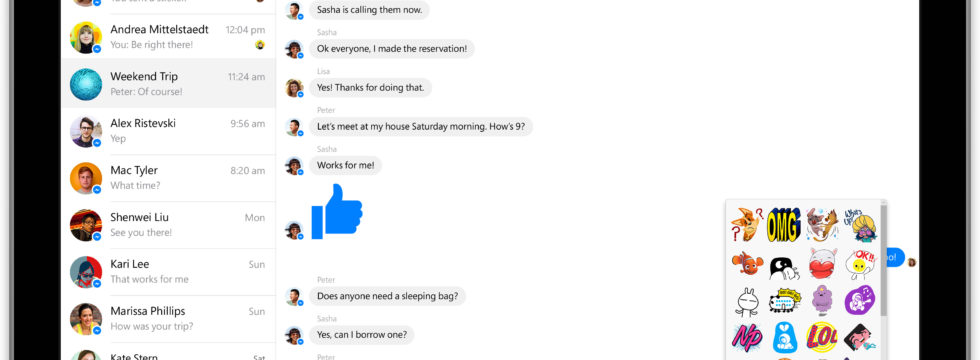 Andrea Mittelstaedt 12:04 pm
You: Be right there!
Weekend Trip 11:24 am
Peter: Of course!
Alex Ristevski 9:56 am
Yep
Mac Tyler 8:20 am
What time?
Shenwei Liu Mon
See you there!
Kari Lee Sun
That works for me
Marissa Phillips Sun
How was your trip?
Kate Stern Sat
Sasha is calling them now.
Sasha
Ok everyone, I made the reservation!
Lisa
Yes! Thanks for doing that.
Peter
Let's meet at my house Saturday morning. How's 9?
Sasha
Works for me!
Peter
Does anyone need a sleeping bag?
Sasha
Yes, can I borrow one?
Peter
? ? OMG What's Up?
OK!!
Np LOL